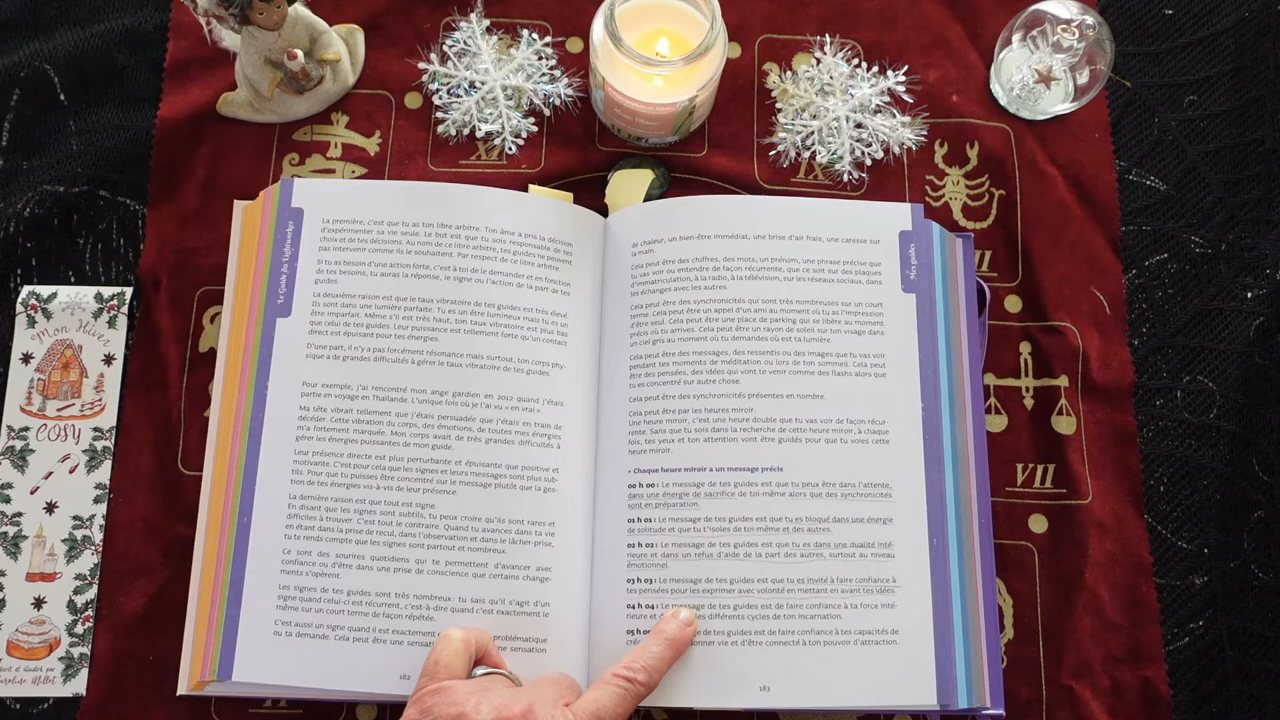 XI
IX
VII
Mon Hiver
COSY
Écrit et illustré par
Caroline Millet
Le Guide du Lightworker
La première, c'est que tu as ton libre arbitre. Ton âme a pris la décision
d'expérimenter sa vie seule. Le but est que tu sois responsable de tes
choix et de tes décisions. Au nom de ce libre arbitre, tes guides ne peuvent
pas intervenir comme ils le souhaitent. Par respect de ce libre arbitre.
Si tu as besoin d'une action forte, c'est à toi de le demander et en fonction
de tes besoins, tu auras la réponse, le signe ou l'action de la part de tes
guides.
La deuxième raison est que le taux vibratoire de tes guides est très élevé.
Ils sont dans une lumière parfaite. Tu es un être lumineux mais tu es un
être imparfait. Même s'il est très haut, ton taux vibratoire est plus bas
que celui de tes guides. Leur puissance est tellement forte qu'un contact
direct est épuisant pour tes énergies.
D'une part, il n'y a pas forcément résonance mais surtout, ton corps phy-
sique a de grandes difficultés à gérer le taux vibratoire de tes guides.
Pour exemple, j'ai rencontré mon ange gardien en 2012 quand j'étais
partie en voyage en Thaïlande. L'unique fois où je l'ai vu « en vrai ».
Ma tête vibrait tellement que j'étais persuadée que j'étais en train de
décéder. Cette vibration du corps, des émotions, de toutes mes énergies
m'a fortement marquée. Mon corps avait de très grandes difficultés à
gérer les énergies puissantes de mon guide.
Leur présence directe est plus perturbante et épuisante que positive et
motivante. C'est pour cela que les signes et leurs messages sont plus sub-
tils. Pour que tu puisses être concentré sur le message plutôt que la ges-
tion de tes énergies vis-à-vis de leur présence.
La dernière raison est que tout est signe.
En disant que les signes sont subtils, tu peux croire qu'ils sont rares et
difficiles à trouver. C'est tout le contraire. Quand tu avances dans ta vie
en étant dans la prise de recul, dans l'observation et dans le lâcher-prise,
tu te rends compte que les signes sont partout et nombreux.
Ce sont des sourires quotidiens qui te permettent d'avancer avec
confiance ou d'être dans une prise de conscience que certains change-
ments s'opèrent.
Les signes de tes guides sont très nombreux : tu sais qu'il s'agit d'un
signe quand celui-ci est récurrent, c'est-à-dire quand c'est exactement le
même sur un court terme de façon répétée.
C'est aussi un signe quand il est exactement problématique
ou ta demande. Cela peut être une sensation
182
Mes guides
de chaleur, un bien-être immédiat, une brise d'air frais, une caresse sur
la main.
Cela peut être des chiffres, des mots, un prénom, une phrase précise que
tu vas voir ou entendre de façon récurrente, que ce soit sur des plaques
d'immatriculation, à la radio, à la télévision, sur les réseaux sociaux, dans
les échanges avec les autres.
Cela peut être des synchronicités qui sont très nombreuses sur un court
terme. Cela peut être un appel d'un ami au moment où tu as l'impression
d'être seul. Cela peut être une place de parking qui se libère au moment
précis où tu arrives. Cela peut être un rayon de soleil sur ton visage dans
un ciel gris au moment où tu demandes où est ta lumière.
Cela peut être des messages, des ressentis ou des images que tu vas voir
pendant tes moments de méditation ou lors de ton sommeil. Cela peut
être des pensées, des idées qui vont te venir comme des flashs alors que
tu es concentré sur autre chose.
Cela peut être des synchronicités présentes en nombre.
Cela peut être par les heures miroir.
Une heure miroir, c'est une heure double que tu vas voir de façon récur-
rente. Sans que tu sois dans la recherche de cette heure miroir, à chaque
fois, tes yeux et ton attention vont être guidés pour que tu voies cette
heure miroir.
• Chaque heure miroir a un message précis
00 h 00 : Le message de tes guides est que tu peux être dans l'attente,
dans une énergie de sacrifice de toi-même alors que des synchronicités
sont en préparation.
01 h 01 : Le message de tes guides est que tu es bloqué dans une énergie
de solitude et que tu t'isoles de toi-même et des autres.
02 h 02 : Le message de tes guides est que tu es dans une dualité inté-
rieure et dans un refus d'aide de la part des autres, surtout au niveau
émotionnel.
03 h 03 : Le message de tes guides est que tu es invité à faire confiance à
tes pensées pour les exprimer avec volonté en mettant en avant tes idées.
04 h 04 : Le message de tes guides est de faire confiance à ta force inté-
rieure et les différents cycles de ton incarnation.
05 h de tes guides est de faire confiance à tes capacités de
donner vie et d'être connecté à ton pouvoir d'attraction.
183